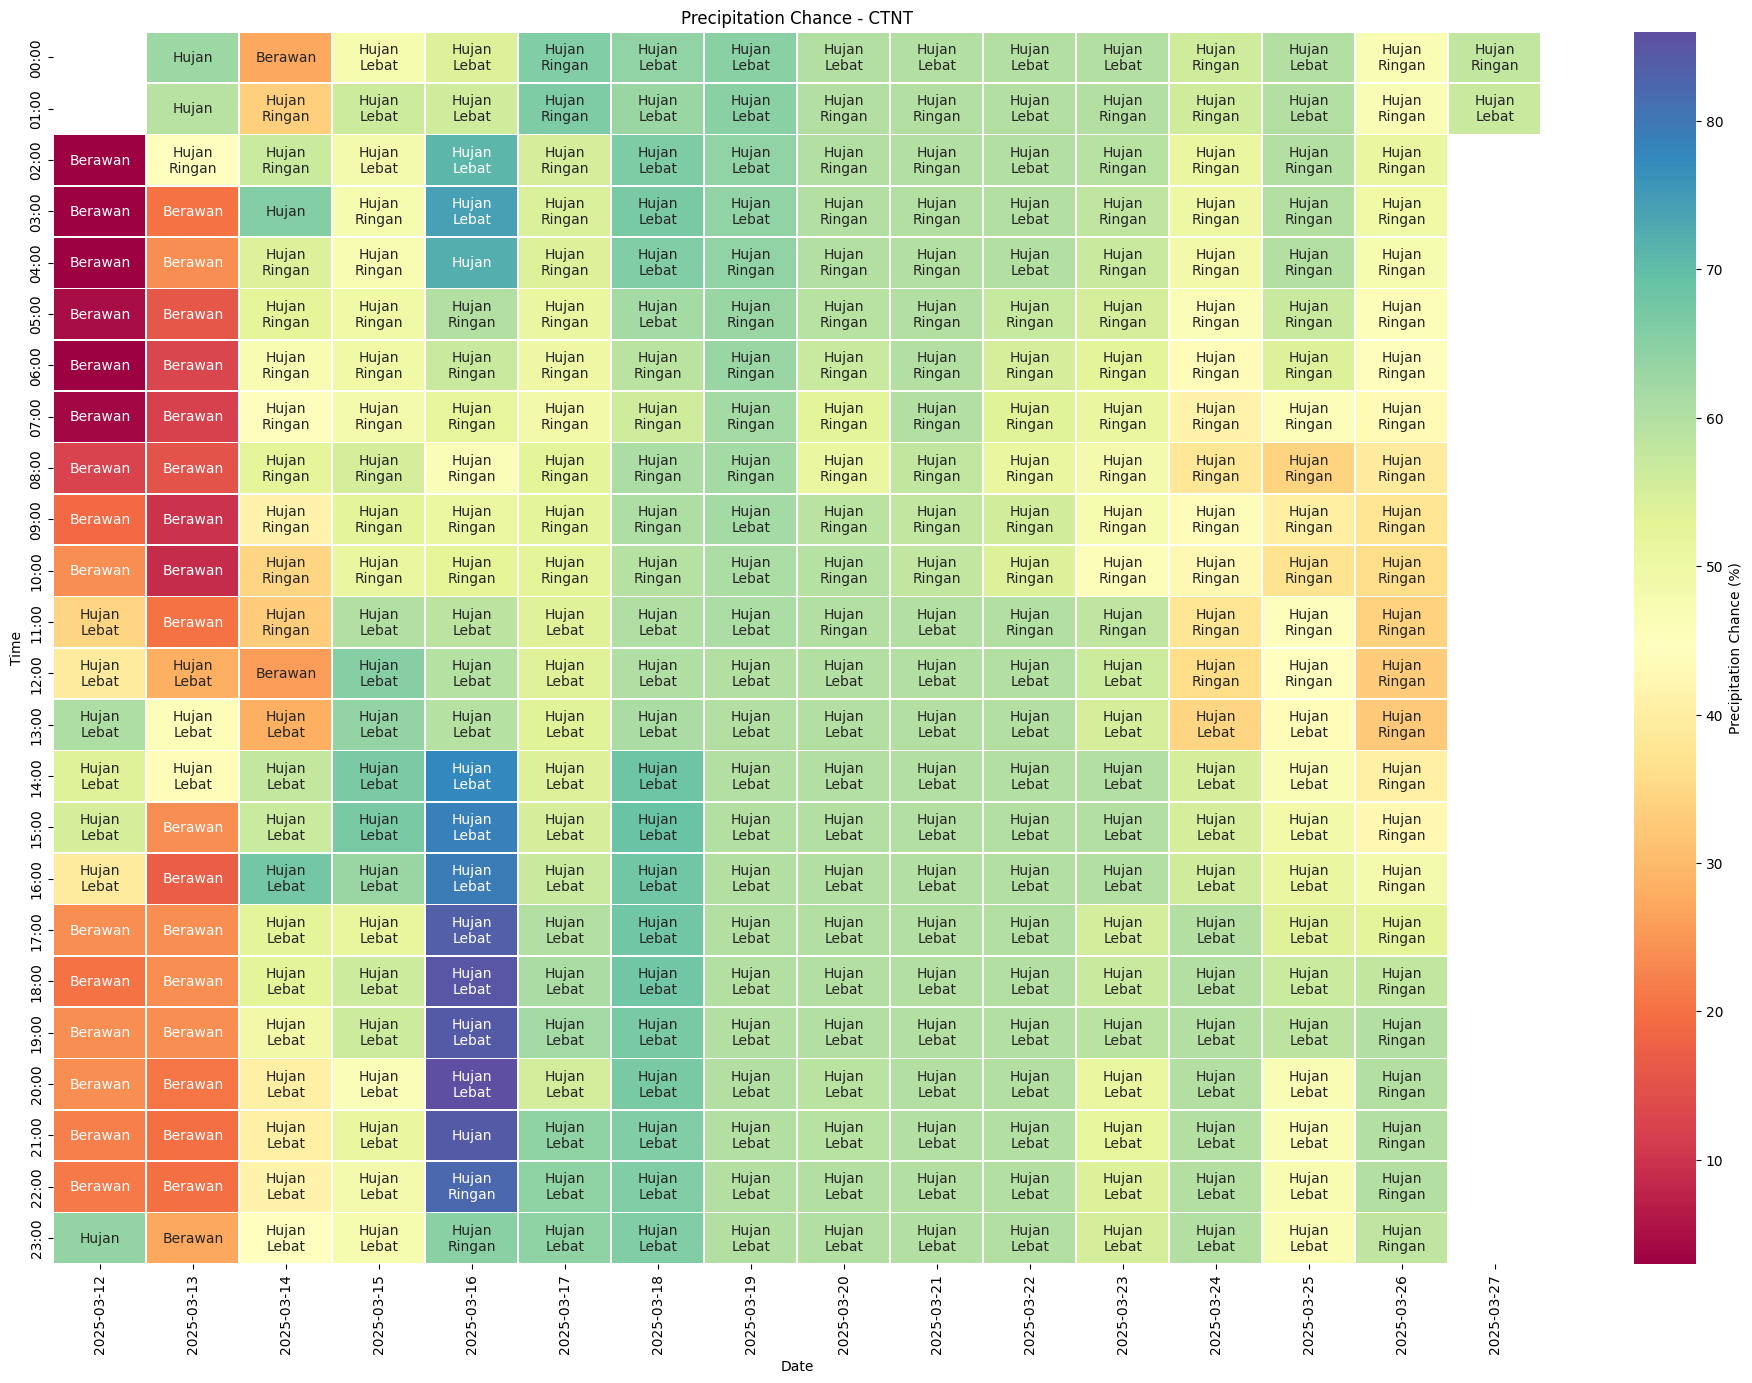 Precipitation Chance - CTNT
00:00 Hujan Berawan Hujan Lebat Hujan Lebat Hujan Ringan Hujan Lebat Hujan Lebat Hujan Lebat Hujan Lebat Hujan Lebat Hujan Lebat Hujan Ringan Hujan Lebat Hujan Ringan Hujan Ringan
01:00 Hujan Hujan Ringan Hujan Lebat Hujan Lebat Hujan Ringan Hujan Lebat Hujan Lebat Hujan Ringan Hujan Ringan Hujan Lebat Hujan Ringan Hujan Ringan Hujan Lebat Hujan Ringan Hujan Lebat
02:00 Berawan Hujan Ringan Hujan Ringan Hujan Lebat Hujan Lebat Hujan Ringan Hujan Lebat Hujan Lebat Hujan Ringan Hujan Ringan Hujan Lebat Hujan Ringan Hujan Ringan Hujan Ringan Hujan Ringan
03:00 Berawan Berawan Hujan Hujan Ringan Hujan Lebat Hujan Ringan Hujan Lebat Hujan Lebat Hujan Ringan Hujan Ringan Hujan Lebat Hujan Ringan Hujan Ringan Hujan Ringan Hujan Ringan
04:00 Berawan Berawan Hujan Ringan Hujan Ringan Hujan Hujan Ringan Hujan Lebat Hujan Ringan Hujan Ringan Hujan Ringan Hujan Lebat Hujan Ringan Hujan Ringan Hujan Ringan Hujan Ringan
05:00 Berawan Berawan Hujan Ringan Hujan Ringan Hujan Ringan Hujan Ringan Hujan Lebat Hujan Ringan Hujan Ringan Hujan Ringan Hujan Ringan Hujan Ringan Hujan Ringan Hujan Ringan Hujan Ringan
06:00 Berawan Berawan Hujan Ringan Hujan Ringan Hujan Ringan Hujan Ringan Hujan Ringan Hujan Ringan Hujan Ringan Hujan Ringan Hujan Ringan Hujan Ringan Hujan Ringan Hujan Ringan Hujan Ringan
07:00 Berawan Berawan Hujan Ringan Hujan Ringan Hujan Ringan Hujan Ringan Hujan Ringan Hujan Ringan Hujan Ringan Hujan Ringan Hujan Ringan Hujan Ringan Hujan Ringan Hujan Ringan Hujan Ringan
08:00 Berawan Berawan Hujan Ringan Hujan Ringan Hujan Ringan Hujan Ringan Hujan Ringan Hujan Ringan Hujan Ringan Hujan Ringan Hujan Ringan Hujan Ringan Hujan Ringan Hujan Ringan Hujan Ringan
09:00 Berawan Berawan Hujan Ringan Hujan Ringan Hujan Ringan Hujan Ringan Hujan Ringan Hujan Lebat Hujan Ringan Hujan Ringan Hujan Ringan Hujan Ringan Hujan Ringan Hujan Ringan Hujan Ringan
10:00 Berawan Berawan Hujan Ringan Hujan Ringan Hujan Ringan Hujan Ringan Hujan Ringan Hujan Lebat Hujan Ringan Hujan Ringan Hujan Ringan Hujan Ringan Hujan Ringan Hujan Ringan Hujan Ringan
11:00 Hujan Lebat Berawan Hujan Ringan Hujan Lebat Hujan Lebat Hujan Lebat Hujan Lebat Hujan Lebat Hujan Ringan Hujan Lebat Hujan Ringan Hujan Ringan Hujan Ringan Hujan Ringan Hujan Ringan
12:00 Hujan Lebat Hujan Lebat Berawan Hujan Lebat Hujan Lebat Hujan Lebat Hujan Lebat Hujan Lebat Hujan Lebat Hujan Lebat Hujan Lebat Hujan Lebat Hujan Ringan Hujan Ringan Hujan Ringan
13:00 Hujan Lebat Hujan Lebat Hujan Lebat Hujan Lebat Hujan Lebat Hujan Lebat Hujan Lebat Hujan Lebat Hujan Lebat Hujan Lebat Hujan Lebat Hujan Lebat Hujan Lebat Hujan Lebat Hujan Ringan
14:00 Hujan Lebat Hujan Lebat Hujan Lebat Hujan Lebat Hujan Lebat Hujan Lebat Hujan Lebat Hujan Lebat Hujan Lebat Hujan Lebat Hujan Lebat Hujan Lebat Hujan Lebat Hujan Lebat Hujan Ringan
15:00 Hujan Lebat Berawan Hujan Lebat Hujan Lebat Hujan Lebat Hujan Lebat Hujan Lebat Hujan Lebat Hujan Lebat Hujan Lebat Hujan Lebat Hujan Lebat Hujan Lebat Hujan Lebat Hujan Ringan
16:00 Hujan Lebat Berawan Hujan Lebat Hujan Lebat Hujan Lebat Hujan Lebat Hujan Lebat Hujan Lebat Hujan Lebat Hujan Lebat Hujan Lebat Hujan Lebat Hujan Lebat Hujan Lebat Hujan Ringan
17:00 Berawan Berawan Hujan Lebat Hujan Lebat Hujan Lebat Hujan Lebat Hujan Lebat Hujan Lebat Hujan Lebat Hujan Lebat Hujan Lebat Hujan Lebat Hujan Lebat Hujan Lebat Hujan Ringan
18:00 Berawan Berawan Hujan Lebat Hujan Lebat Hujan Lebat Hujan Lebat Hujan Lebat Hujan Lebat Hujan Lebat Hujan Lebat Hujan Lebat Hujan Lebat Hujan Lebat Hujan Lebat Hujan Ringan
19:00 Berawan Berawan Hujan Lebat Hujan Lebat Hujan Lebat Hujan Lebat Hujan Lebat Hujan Lebat Hujan Lebat Hujan Lebat Hujan Lebat Hujan Lebat Hujan Lebat Hujan Lebat Hujan Ringan
20:00 Berawan Berawan Hujan Lebat Hujan Lebat Hujan Lebat Hujan Lebat Hujan Lebat Hujan Lebat Hujan Lebat Hujan Lebat Hujan Lebat Hujan Lebat Hujan Lebat Hujan Lebat Hujan Ringan
21:00 Berawan Berawan Hujan Lebat Hujan Lebat Hujan Hujan Lebat Hujan Lebat Hujan Lebat Hujan Lebat Hujan Lebat Hujan Lebat Hujan Lebat Hujan Lebat Hujan Lebat Hujan Ringan
22:00 Berawan Berawan Hujan Lebat Hujan Lebat Hujan Ringan Hujan Lebat Hujan Lebat Hujan Lebat Hujan Lebat Hujan Lebat Hujan Lebat Hujan Lebat Hujan Lebat Hujan Lebat Hujan Ringan
23:00 Hujan Berawan Hujan Lebat Hujan Lebat Hujan Ringan Hujan Lebat Hujan Lebat Hujan Lebat Hujan Lebat Hujan Lebat Hujan Lebat Hujan Lebat Hujan Lebat Hujan Lebat Hujan Ringan
Time
2025-03-12 2025-03-13 2025-03-14 2025-03-15 2025-03-16 2025-03-17 2025-03-18 2025-03-19 2025-03-20 2025-03-21 2025-03-22 2025-03-23 2025-03-24 2025-03-25 2025-03-26 2025-03-27
Date
80
70
60
50
40
30
20
10
Precipitation Chance (%)